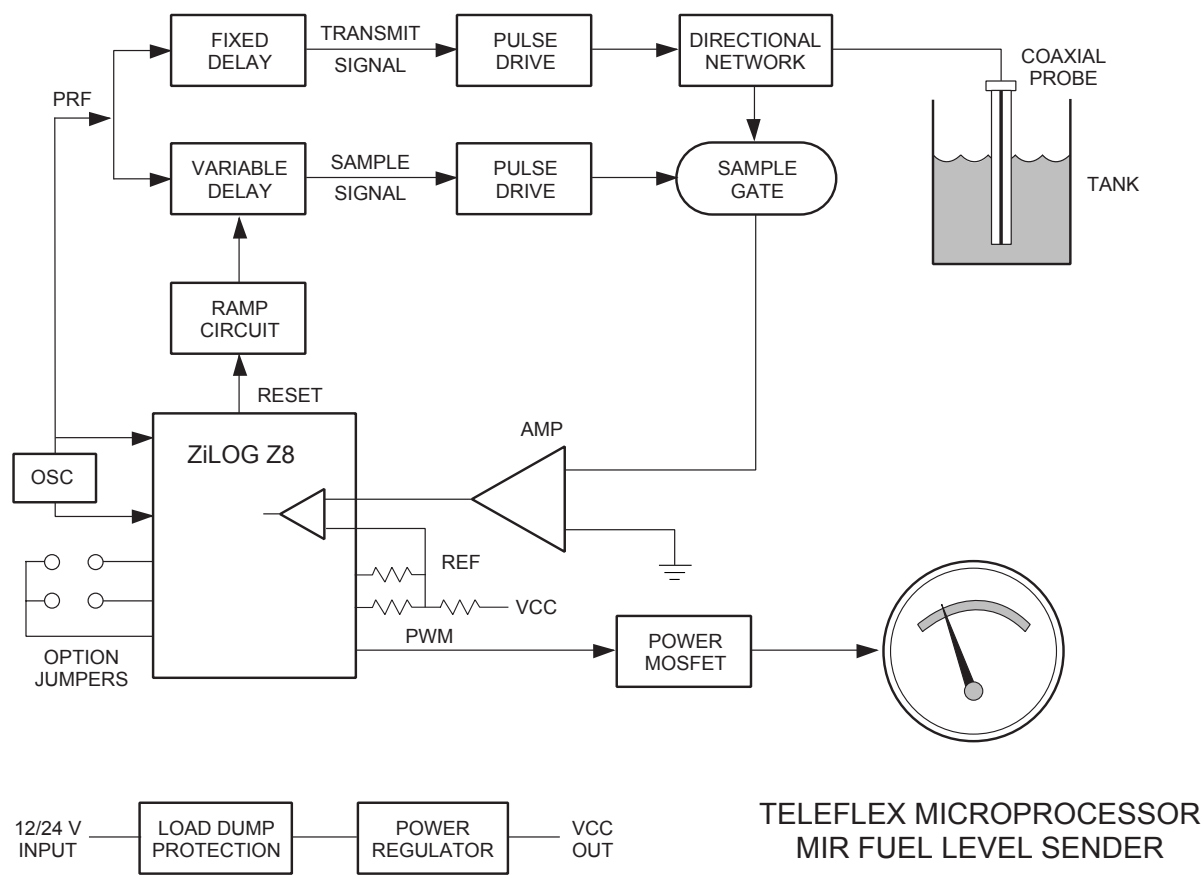 FIXED
DELAY
TRANSMIT
SIGNAL
PULSE
DRIVE
DIRECTIONAL
NETWORK
COAXIAL
PROBE
PRF
VARIABLE
DELAY
SAMPLE
SIGNAL
PULSE
DRIVE
SAMPLE
GATE
TANK
RAMP
CIRCUIT
RESET
AMP
ZiLOG Z8
OSC
REF
VCC
PWM
OPTION
JUMPERS
POWER
MOSFET
12/24 V
INPUT
LOAD DUMP
PROTECTION
POWER
REGULATOR
VCC
OUT
TELEFLEX MICROPROCESSOR
MIR FUEL LEVEL SENDER